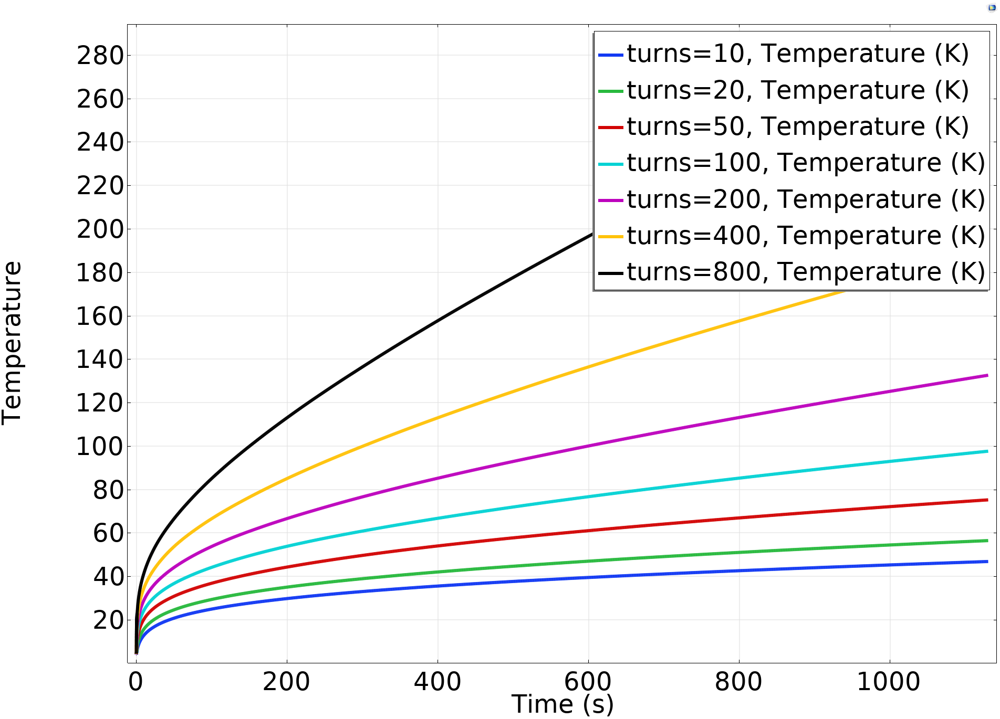 280
260
240
220
200
180
160
140
120
100
80
60
40
20
0 200 400 600 800 1000
Time (s)
Temperature
turns=10, Temperature (K)
turns=20, Temperature (K)
turns=50, Temperature (K)
turns=100, Temperature (K)
turns=200, Temperature (K)
turns=400, Temperature (K)
turns=800, Temperature (K)